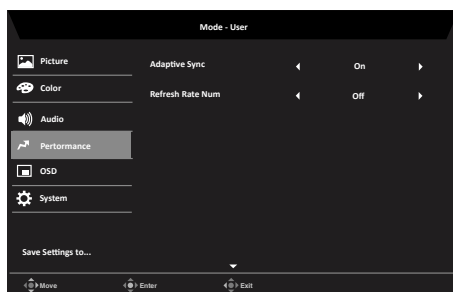 Mode - User
Picture
Adaptive Sync On
Color
Refresh Rate Num Off
Audio
Pertormance
OSD
System
Save Settings to...
Move Enter Exit